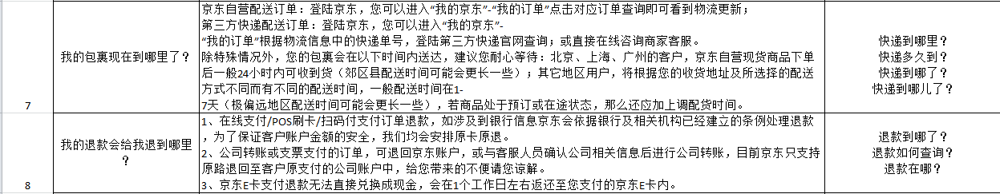 7
我的包裹现在到哪里了？
京东自营配送订单：登陆京东，您可以进入“我的京东”-“我的订单”点击对应订单查询即可看到物流更新；
第三方快递配送订单：登陆京东，您可以进入“我的京东”-
“我的订单”根据物流信息中的快递单号，登陆第三方快递官网查询；或直接在线咨询商家客服。
除特殊情况外，您的包裹会在以下时间内送达，建议您耐心等待：北京、上海、广州的客户，京东自营现货商品下单
后一般24小时内可收到货（郊区县配送时间可能会更长一些）；其它地区用户，将根据您的收货地址及所选择的配送
方式不同而有不同的配送时间，一般配送时间在1-
7天（极偏远地区配送时间可能会更长一些），若商品处于预订或在途状态，那么还应加上调配货时间。
快递到哪里？
快递多久到？
快递到哪了？
快递到哪儿了？
8
我的退款会给我退到哪里
？
1、在线支付/POS刷卡/扫码付支付订单退款，如涉及到银行信息京东会依据银行及相关机构已经建立的条例处理退款
，为了保证客户账户金额的安全，我们均会安排原卡原退。
2、公司转账或支票支付的订单，可退回京东账户，或与客服人员确认公司相关信息后进行公司转账，目前京东只支持
原路退回至客户原支付的公司账户中，给您带来的不便请您谅解。
3、京东E卡支付退款无法直接兑换成现金，会在1个工作日左右返还至您支付的京东E卡内。
退款到哪了？
退款如何查询？
退款在哪？